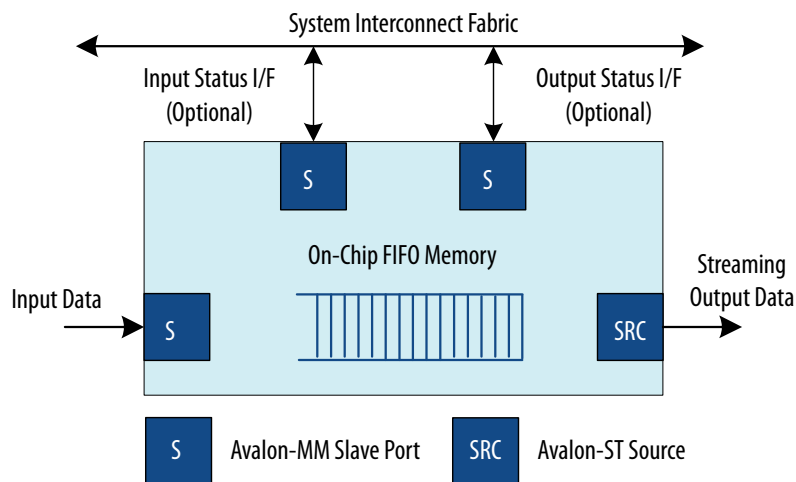 System Interconnect Fabric
Input Status I/F
(Optional)
Output Status I/F
(Optional)
S
S
On-Chip FIFO Memory
Input Data
Streaming
Output Data
S
SRC
S
Avalon-MM Slave Port
SRC
Avalon-ST Source